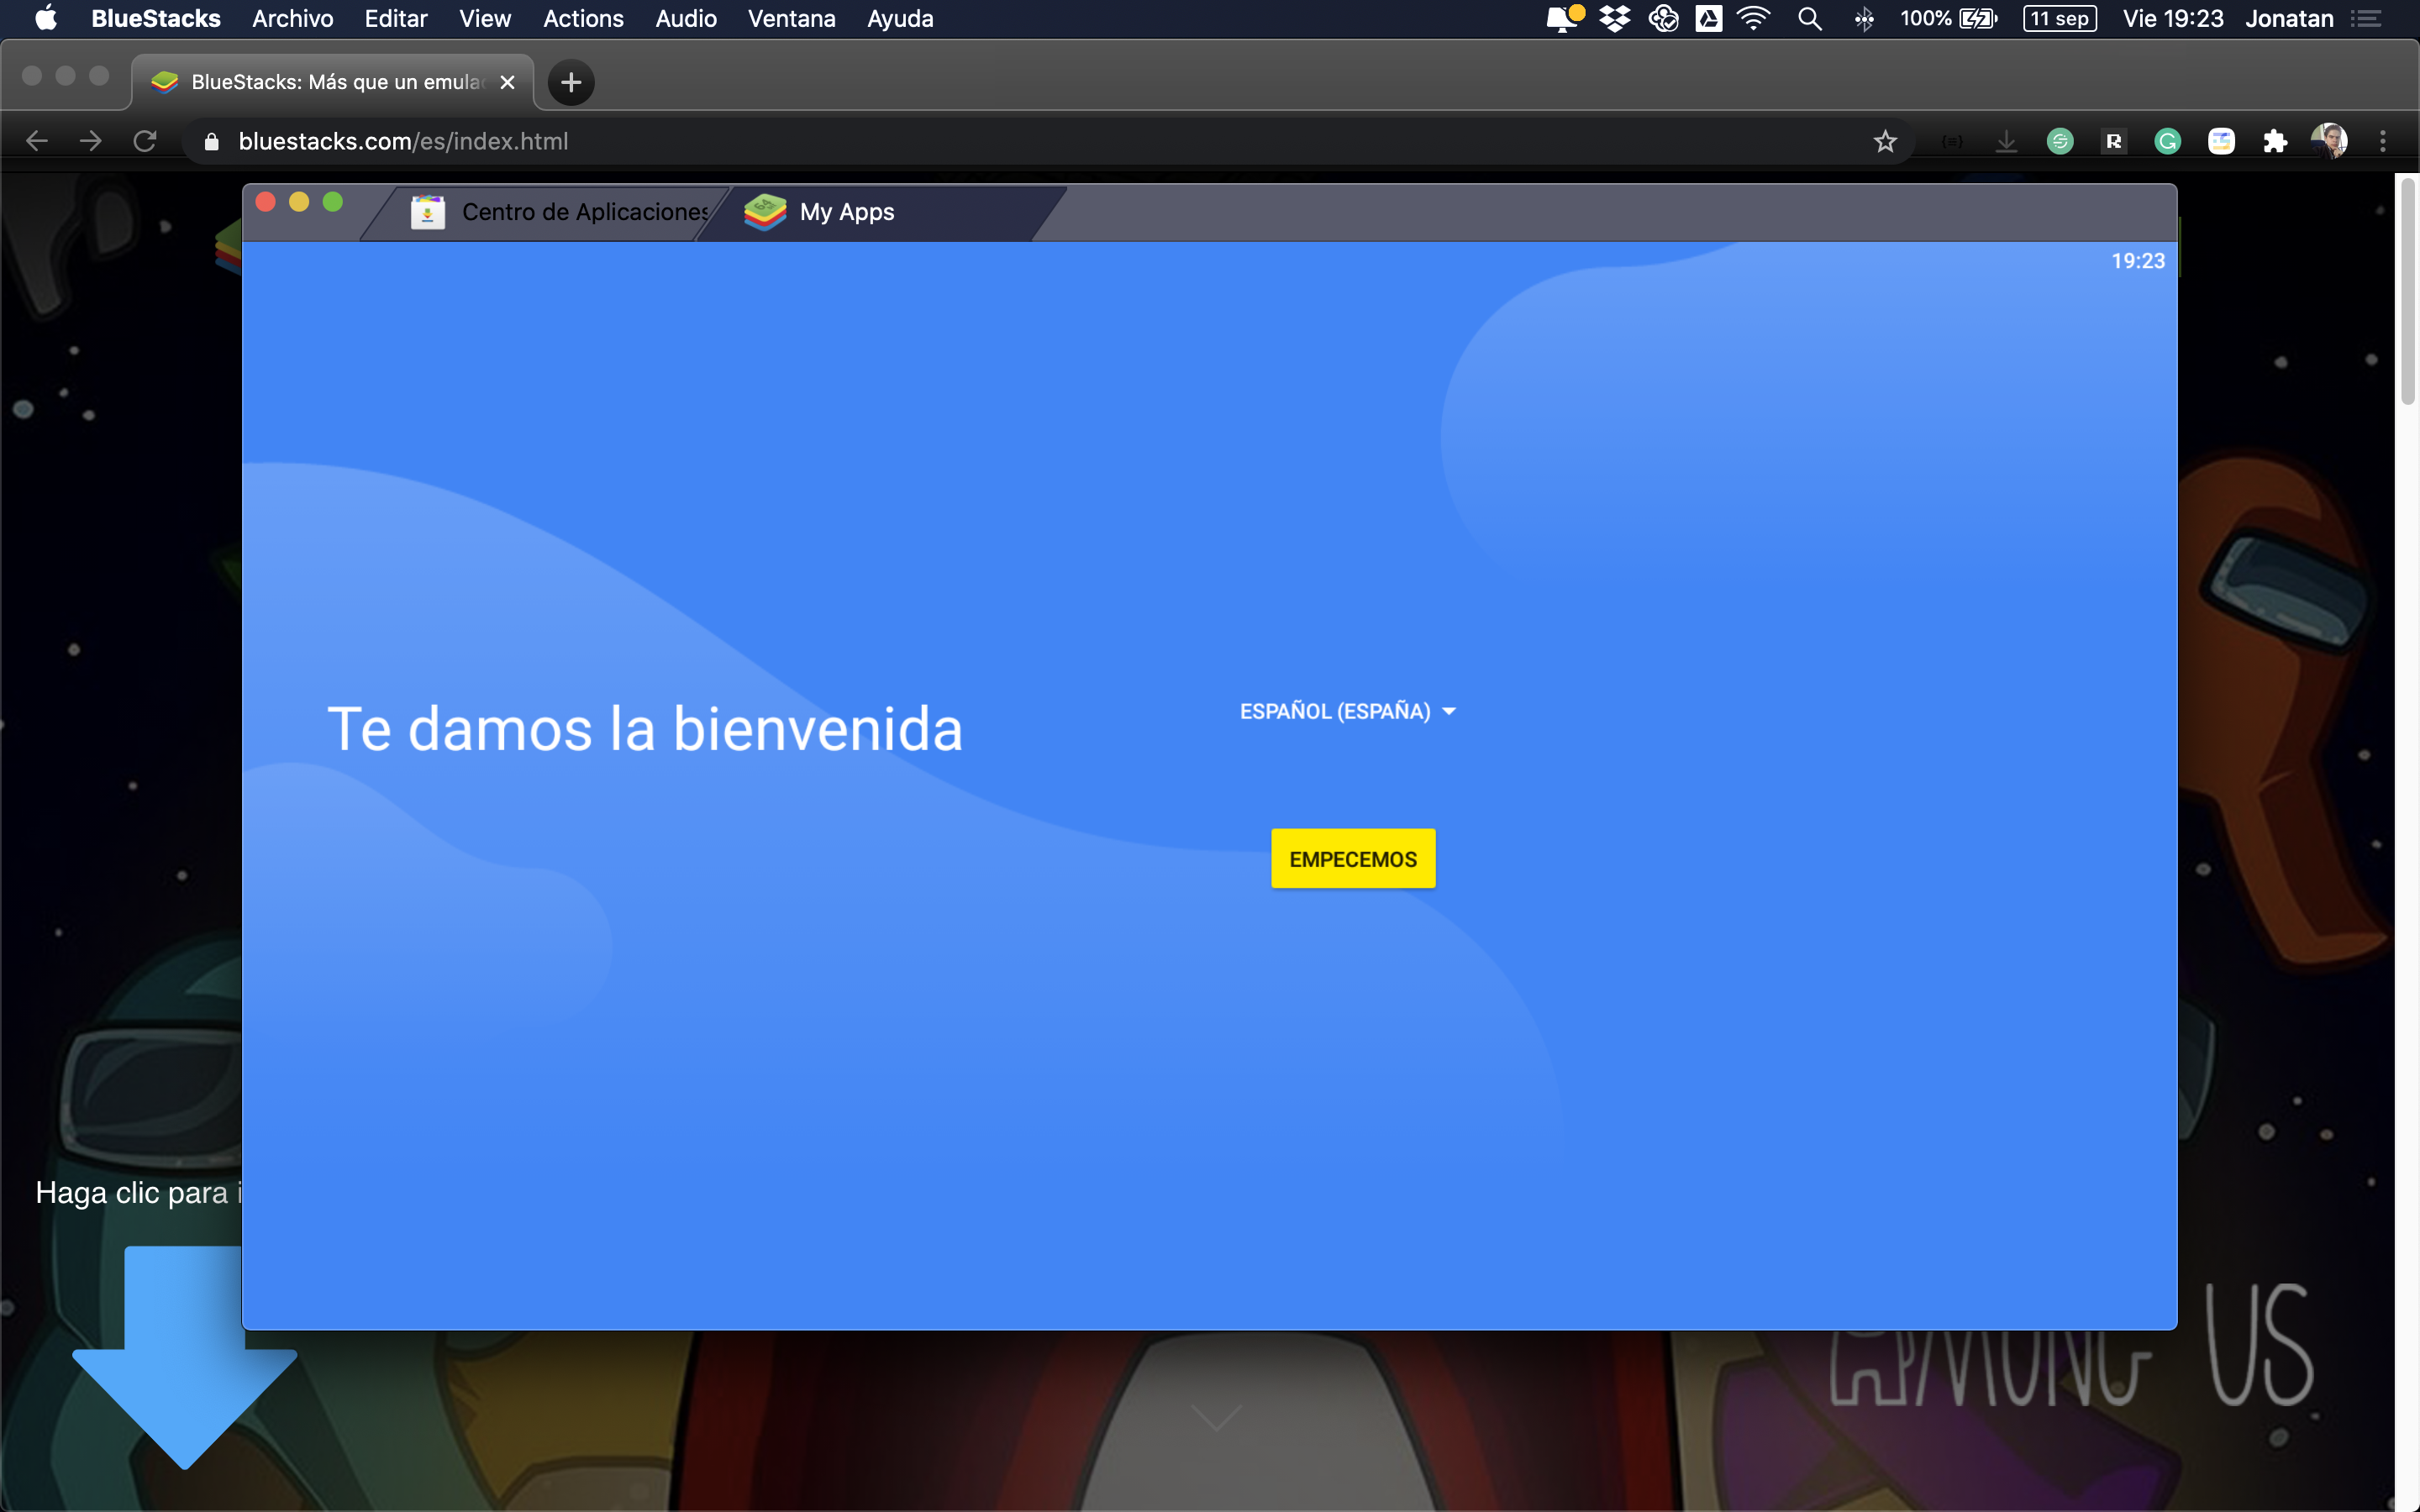 BlueStacks Archivo Editar View Actions Audio Ventana Ayuda 100% 11 sep Vie 19:23 Jonatan
BlueStacks: Más que un emula
bluestacks.com/es/index.html
Centro de Aplicaciones My Apps
19:23
Te damos la bienvenida
ESPAÑOL (ESPAÑA)
EMPECEMOS
Haga clic para i
AMONG US